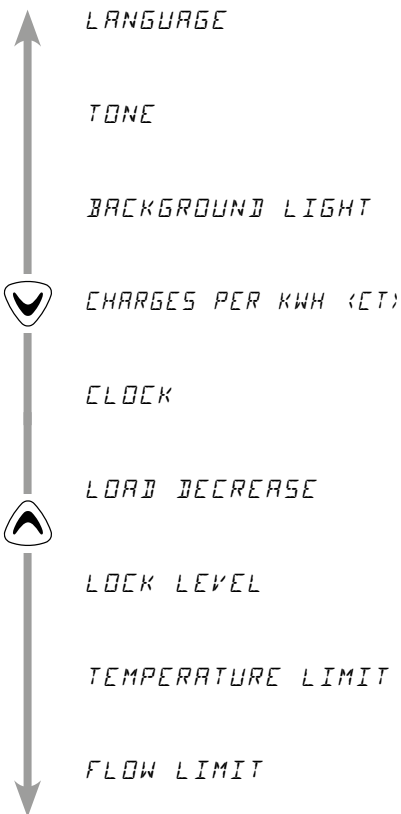 LANGUAGE
TONE
BACKGROUND LIGHT
CHARGES PER KWH (CT)
CLOCK
LOAD DECREASE
LOCK LEVEL
TEMPERATURE LIMIT
FLOW LIMIT